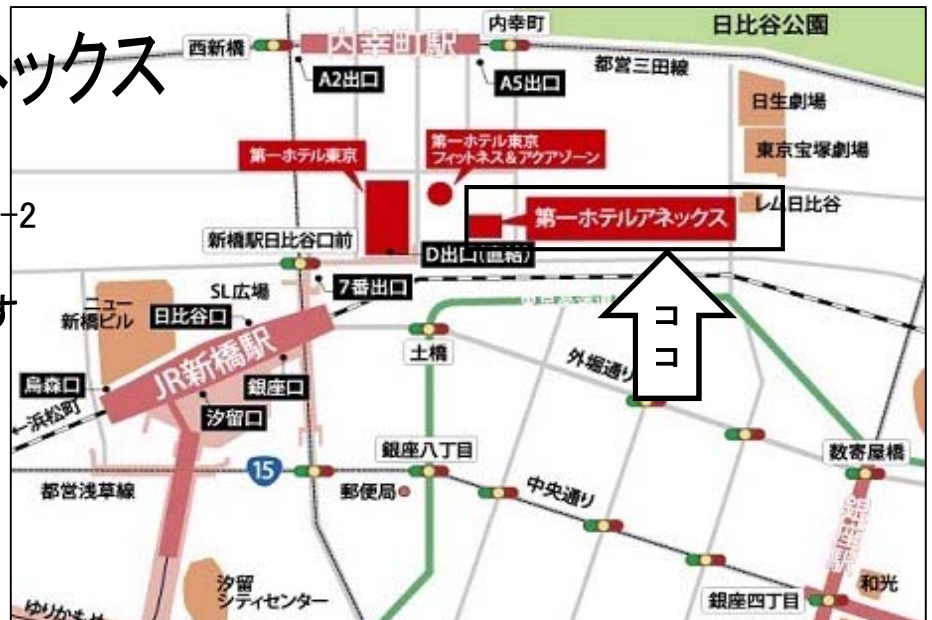 ックス
-2
す
日比谷公園
内幸町
西新橋
内幸町駅
都営三田線
A2出口
A5出口
日生劇場
東京宝塚劇場
第一ホテル東京
第一ホテル東京
フィットネス&アクアゾーン
レム日比谷
第一ホテルアネックス
新橋駅日比谷口前
D出口(直結)
7番出口
SL広場
ニュー
新橋ビル
日比谷口
コ
コ
JR新橋駅
土橋
外堀通り
烏森口
銀座口
汐留口
←浜松町
銀座八丁目
数寄屋橋
15
都営浅草線
郵便局
中央通り
銀座駅
汐留
シティセンター
和光
銀座四丁目